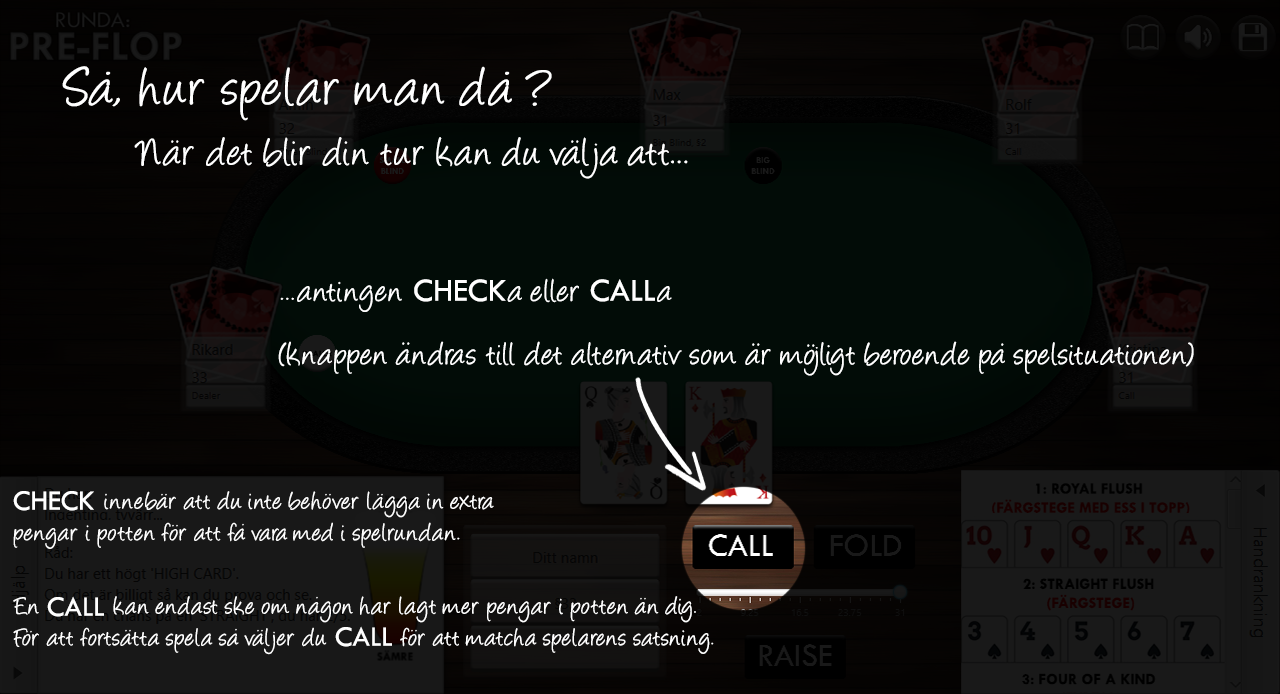 RUNDA:
PRE-FLOP
Så, hur spelar man då ?
32
Max
31
Rolf
31
Call
När det blir din tur kan du välja att...
BLIND
BIG
BLIND
...antingen CHECKa eller CALLa
Rikard
33
Dealer
(knappen ändras till det alternativ som är möjligt beroende på spelsituationen)
31
Call
Q
K
CHECK innebär att du inte behöver lägga in extra
pengar i potten för att få vara med i spelrundan.
Råd:
Du har ett högt 'HIGH CARD'.
En CALL kan endast ske om någon har lagt mer pengar i potten än dig.
För att fortsätta spela så väljer du CALL för att matcha spelarens satsning.
SÄMRE
Ditt namn
CALL
FOLD
RAISE
1: ROYAL FLUSH
(FÄRGSTEGE MED ESS I TOPP)
10 J Q K A
2: STRAIGHT FLUSH
(FÄRGSTEGE)
3 4 5 6 7
3: FOUR OF A KIND
Handrankning